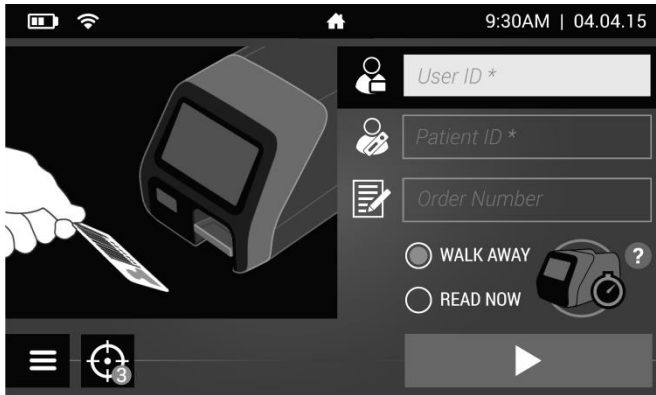 9:30AM | 04.04.15
User ID *
Patient ID *
Order Number
WALK AWAY
?
READ NOW
3